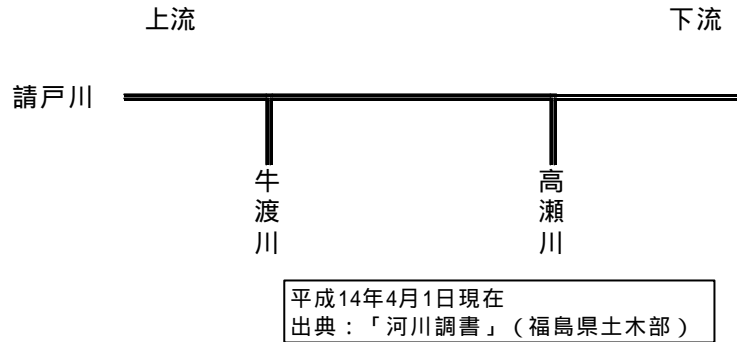 上流
下流
請戸川
牛渡川
高瀬川
平成14年4月1日現在
出典：「河川調書」（福島県土木部）